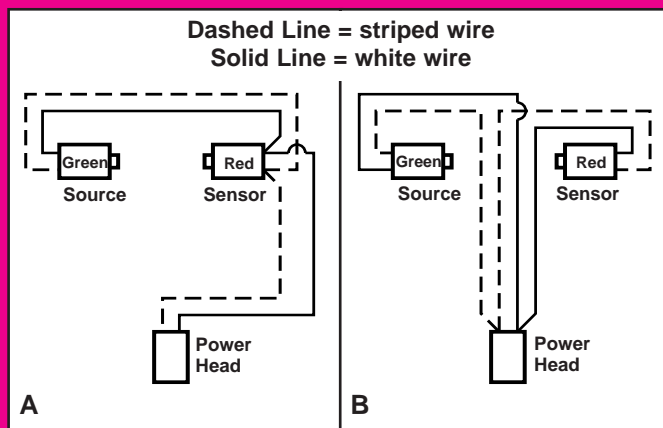 Dashed Line = striped wire
Solid Line = white wire
Green
Red
Source
Sensor
Power
Head
A
Green
Red
Source
Sensor
Power
Head
B